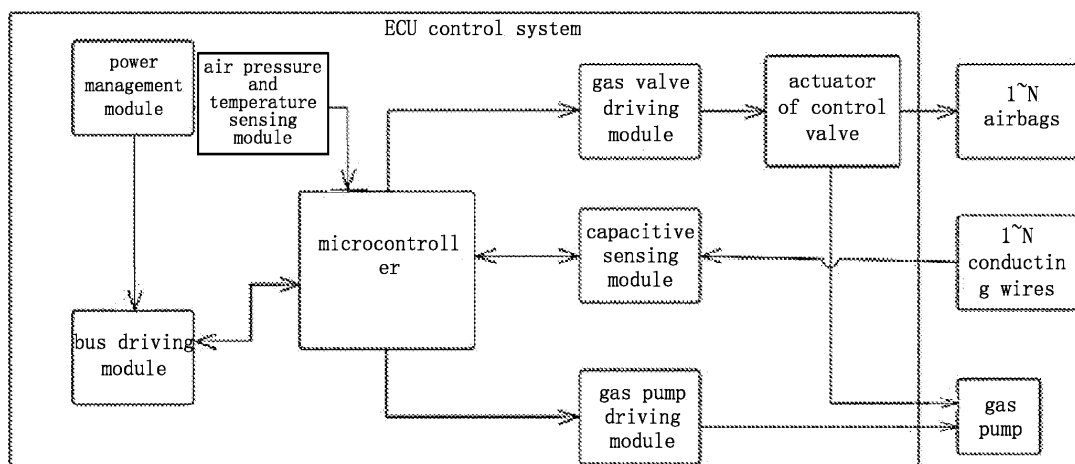 ECU control system
power
management
module
air pressure
and
temperature
sensing
module
gas valve
driving
module
actuator
of control
valve
1~N
airbags
microcontroll
er
capacitive
sensing
module
1~N
conductin
g wires
bus driving
module
gas pump
driving
module
gas
pump